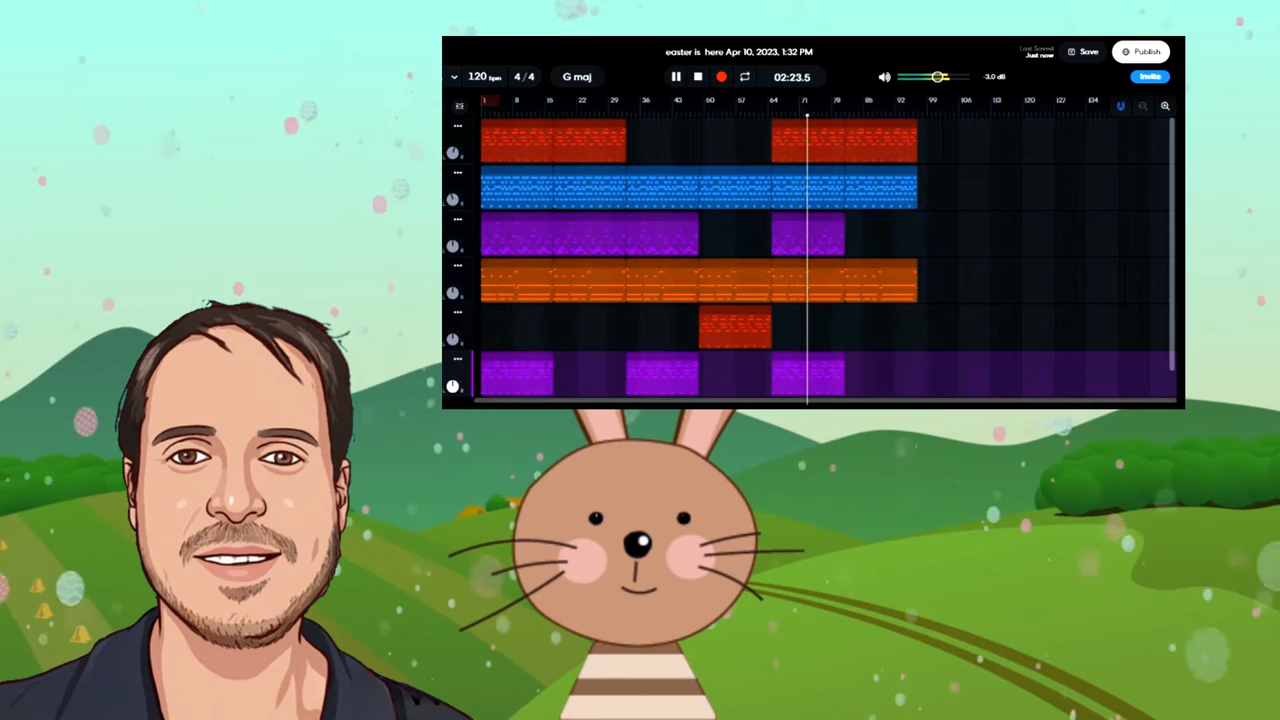 easter is here Apr 10, 2023, 1:32 PM
Last Saved
Just now
Save
Publish
120 bpm
4/4
G maj
02:23.5
-3.0 dB
Invite
1 8 15 22 29 36 43 50 57 64 71 78 85 92 99 106 113 120 127 134
R
R
R
R
R
R